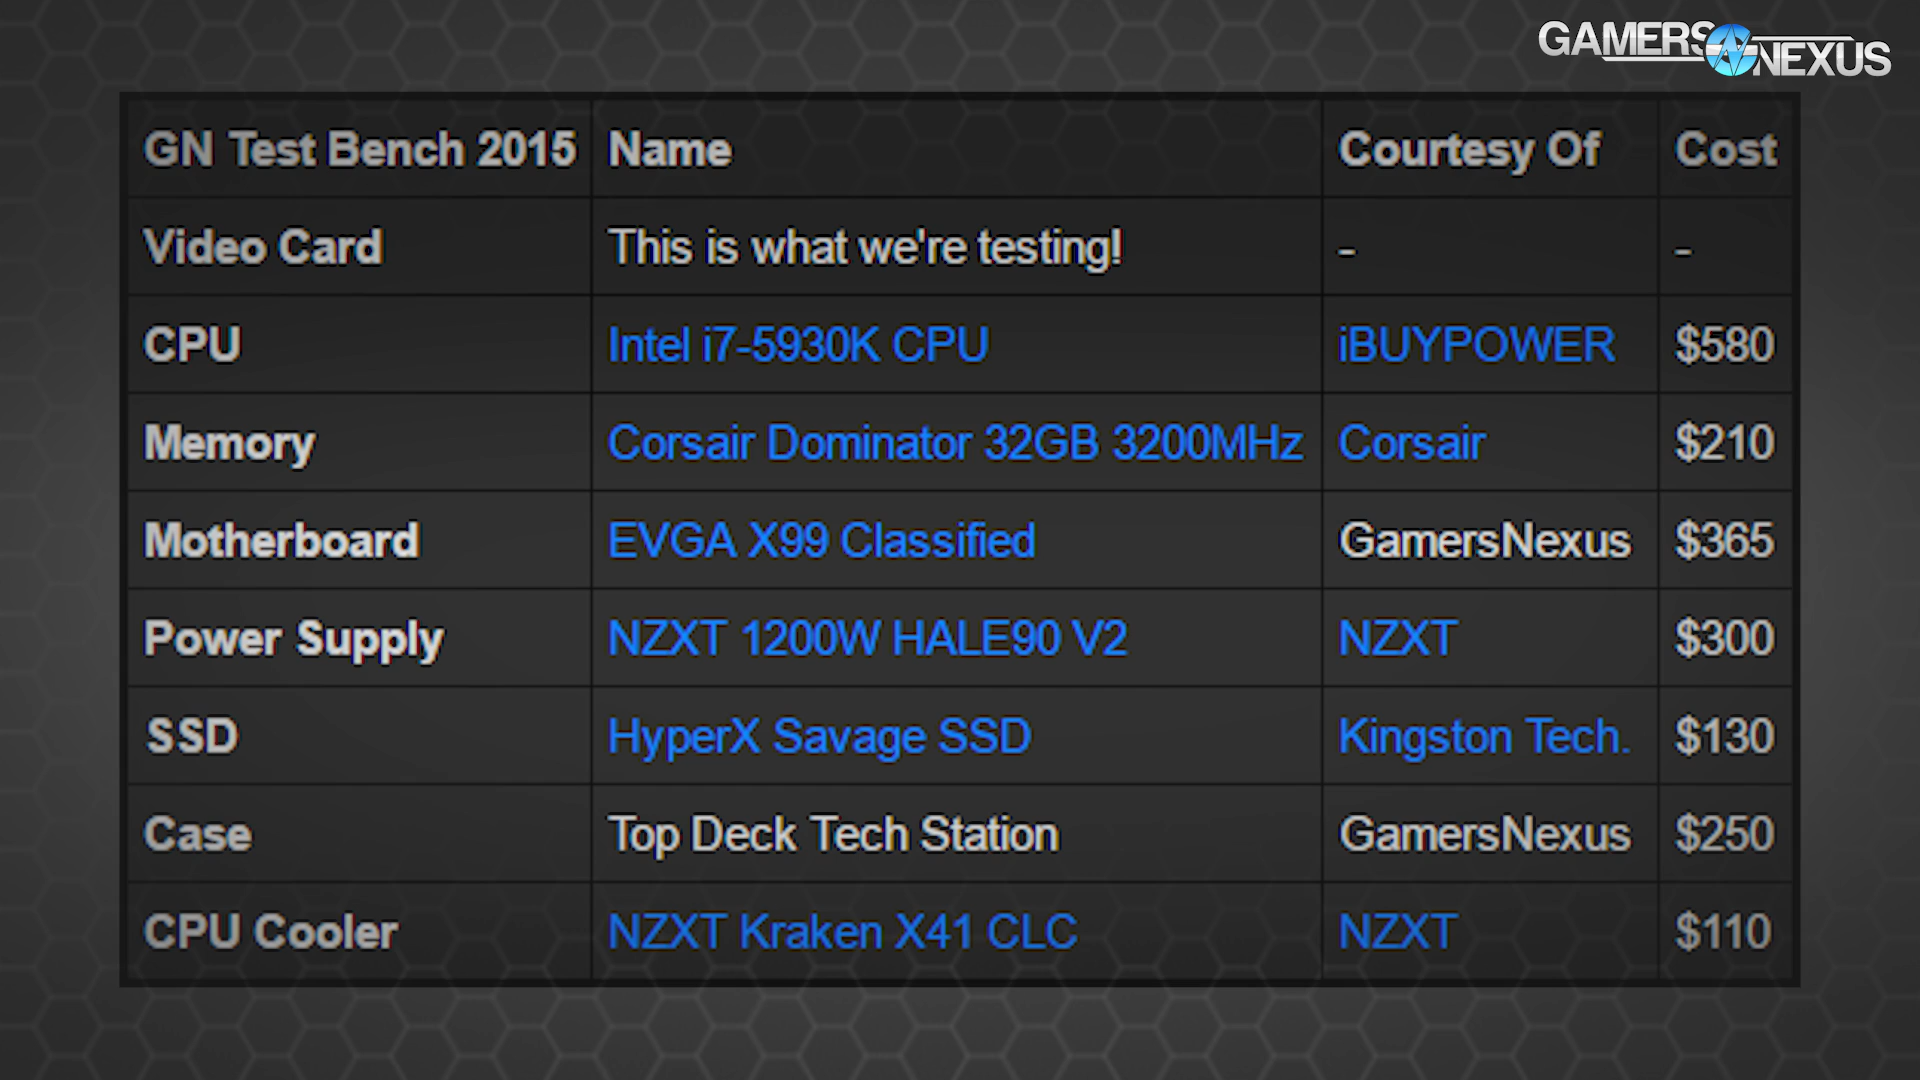 GAMERS NEXUS
GN Test Bench 2015 Name Courtesy Of Cost
Video Card This is what we're testing! - -
CPU Intel i7-5930K CPU iBUYPOWER $580
Memory Corsair Dominator 32GB 3200MHz Corsair $210
Motherboard EVGA X99 Classified GamersNexus $365
Power Supply NZXT 1200W HALE90 V2 NZXT $300
SSD HyperX Savage SSD Kingston Tech. $130
Case Top Deck Tech Station GamersNexus $250
CPU Cooler NZXT Kraken X41 CLC NZXT $110